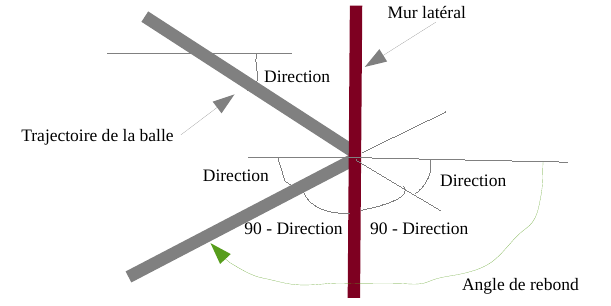 Mur latéral
Direction
Trajectoire de la balle
Direction
Direction
90 - Direction
90 - Direction
Angle de rebond